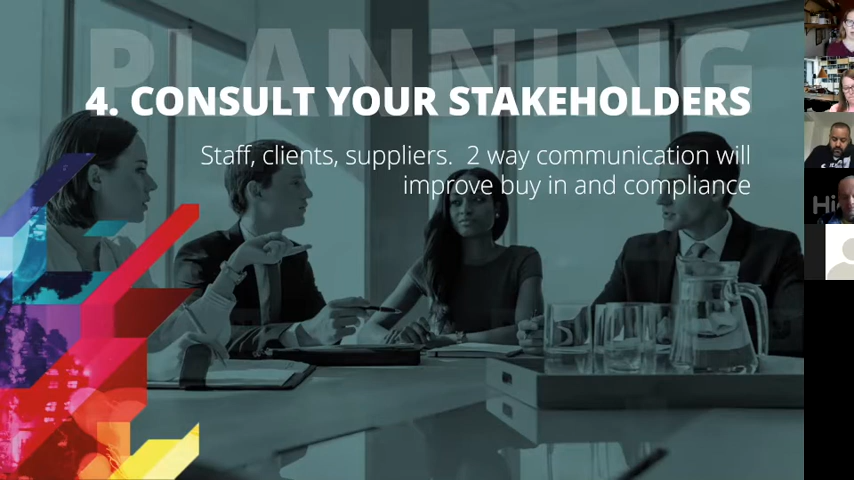 PLANNING
4. CONSULT YOUR STAKEHOLDERS
Staff, clients, suppliers.  2 way communication will
improve buy in and compliance